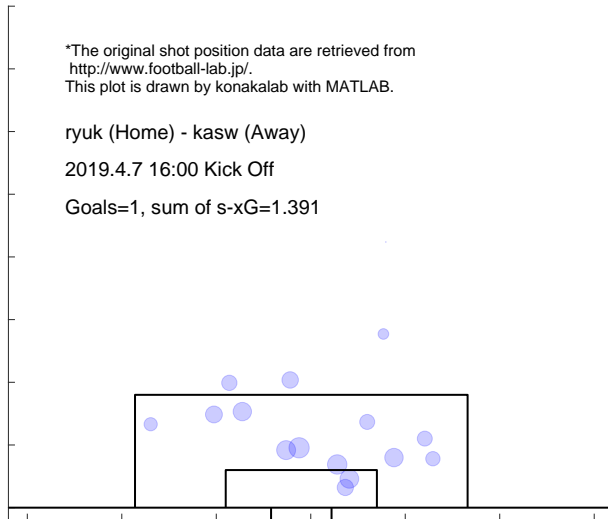 *The original shot position data are retrieved from
http://www.football-lab.jp/.
This plot is drawn by konakalab with MATLAB.
ryuk (Home) - kasw (Away)
2019.4.7 16:00 Kick Off
Goals=1, sum of s-xG=1.391